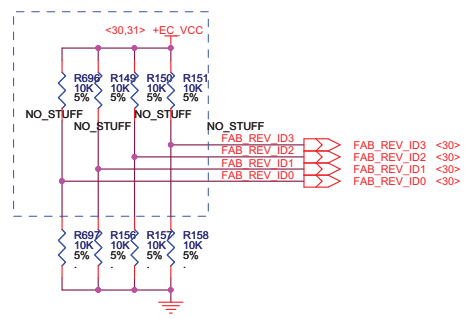 <30,31> +EC_VCC
R696 R149 R150 R151
10K 10K 10K 10K
5% 5% 5% 5%
NO_STUFF NO_STUFF
NO_STUFF NO_STUFF
FAB_REV_ID3 FAB_REV_ID3 <30>
FAB_REV_ID2 FAB_REV_ID2 <30>
FAB_REV_ID1 FAB_REV_ID1 <30>
FAB_REV_ID0 FAB_REV_ID0 <30>
R697 R156 R157 R158
10K 10K 10K 10K
5% 5% 5% 5%
. . . .